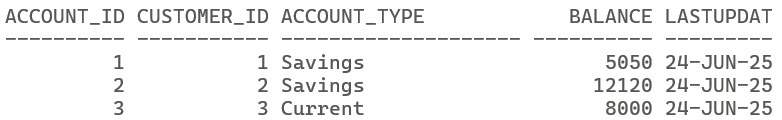 ACCOUNT_ID CUSTOMER_ID ACCOUNT_TYPE            BALANCE LASTUPDAT
---------- ----------- -------------------- ---------- ---------
         1           1 Savings                    5050 24-JUN-25
         2           2 Savings                   12120 24-JUN-25
         3           3 Current                    8000 24-JUN-25